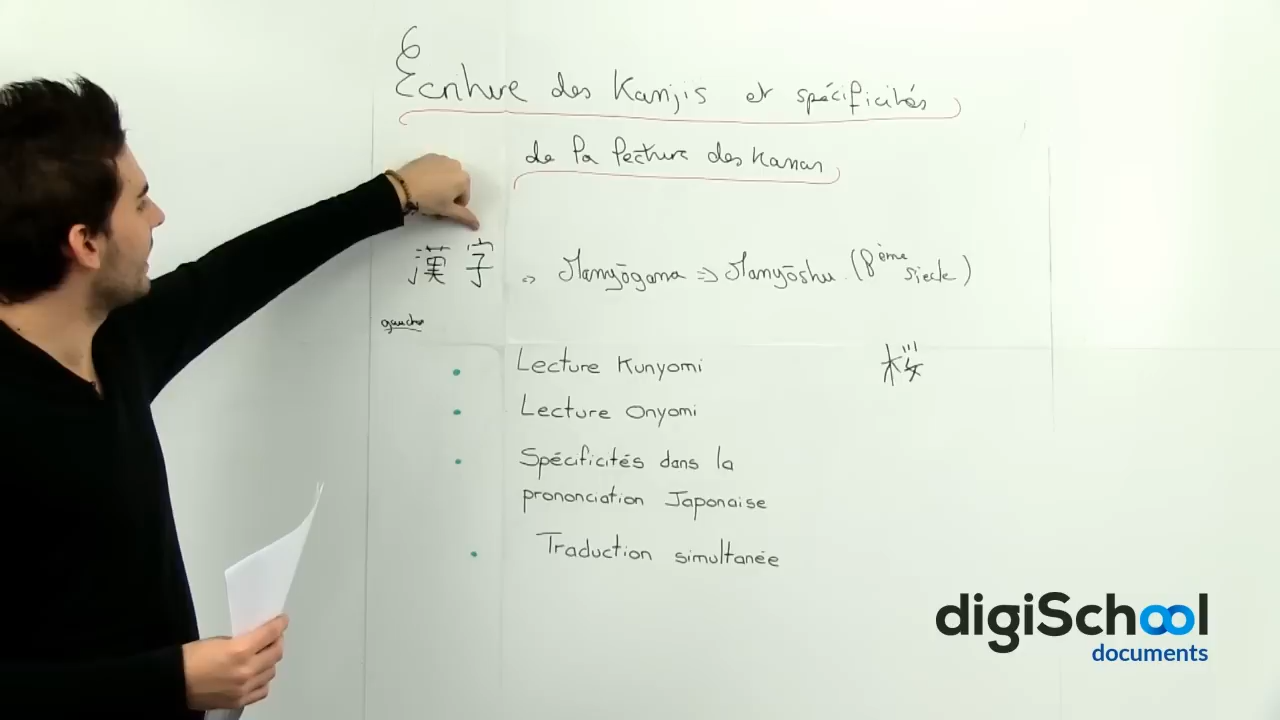 Ecriture des Kanjis et spécificités
de la lecture des Kanas
漢字 => Manyōgana => Manyōshu (8ème siècle)
gauche
• Lecture Kunyomi 桜
• Lecture Onyomi
• Spécificités dans la
prononciation Japonaise
• Traduction simultanée
digiSchool
documents